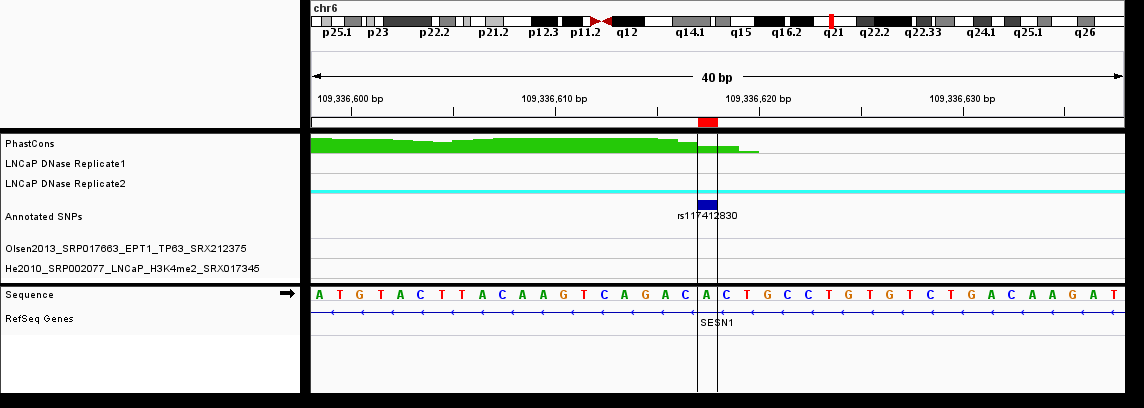 chr6
p25.1 p23 p22.2 p21.2 p12.3 p11.2 q12 q14.1 q15 q16.2 q21 q22.2 q22.33 q24.1 q25.1 q26
40 bp
109,336,600 bp 109,336,610 bp 109,336,620 bp 109,336,630 bp
PhastCons
LNCaP DNase Replicate1
LNCaP DNase Replicate2
Annotated SNPs
rs117412830
Olsen2013_SRP017663_EPT1_TP63_SRX212375
He2010_SRP002077_LNCaP_H3K4me2_SRX017345
Sequence A T G T A C T T A C A A G T C A G A C A C T G C C T G T G T C T G A C A A G A T
RefSeq Genes
SESN1